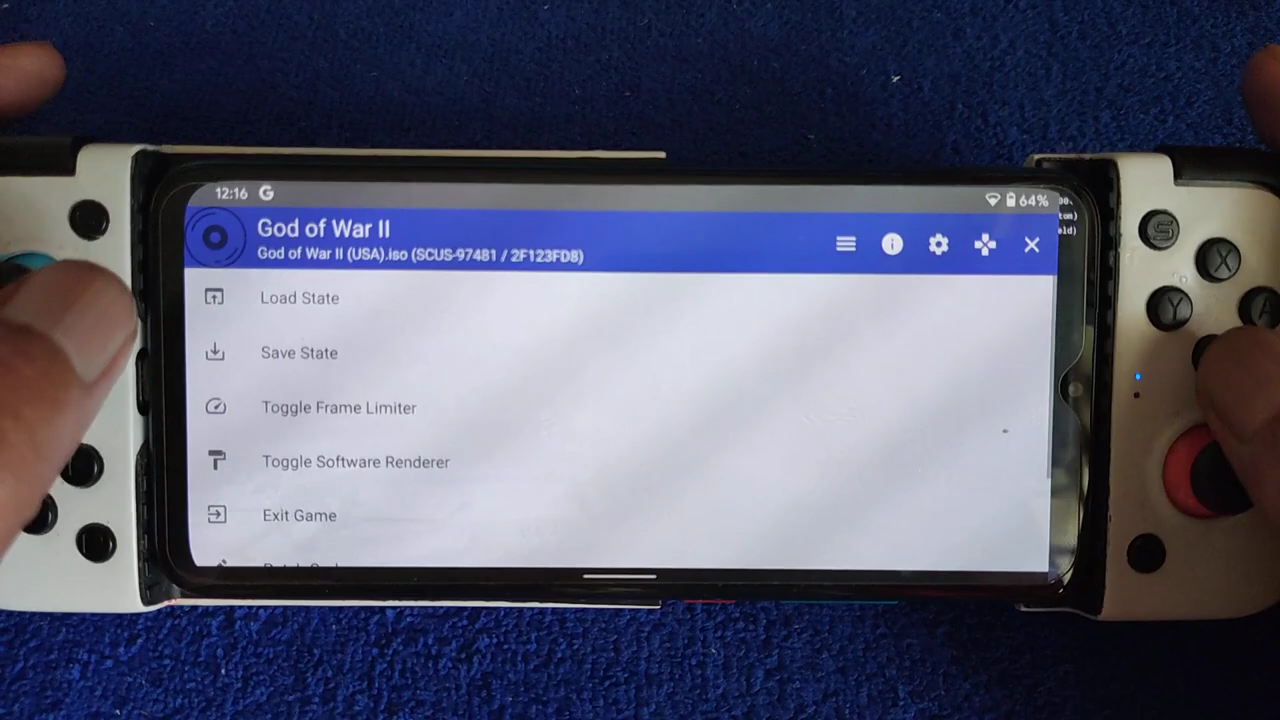 12:16 G
64%
God of War II
God of War II (USA).iso (SCUS-97481 / 2F123FD8)
Load State
Save State
Toggle Frame Limiter
Toggle Software Renderer
Exit Game
S
X
Y
A